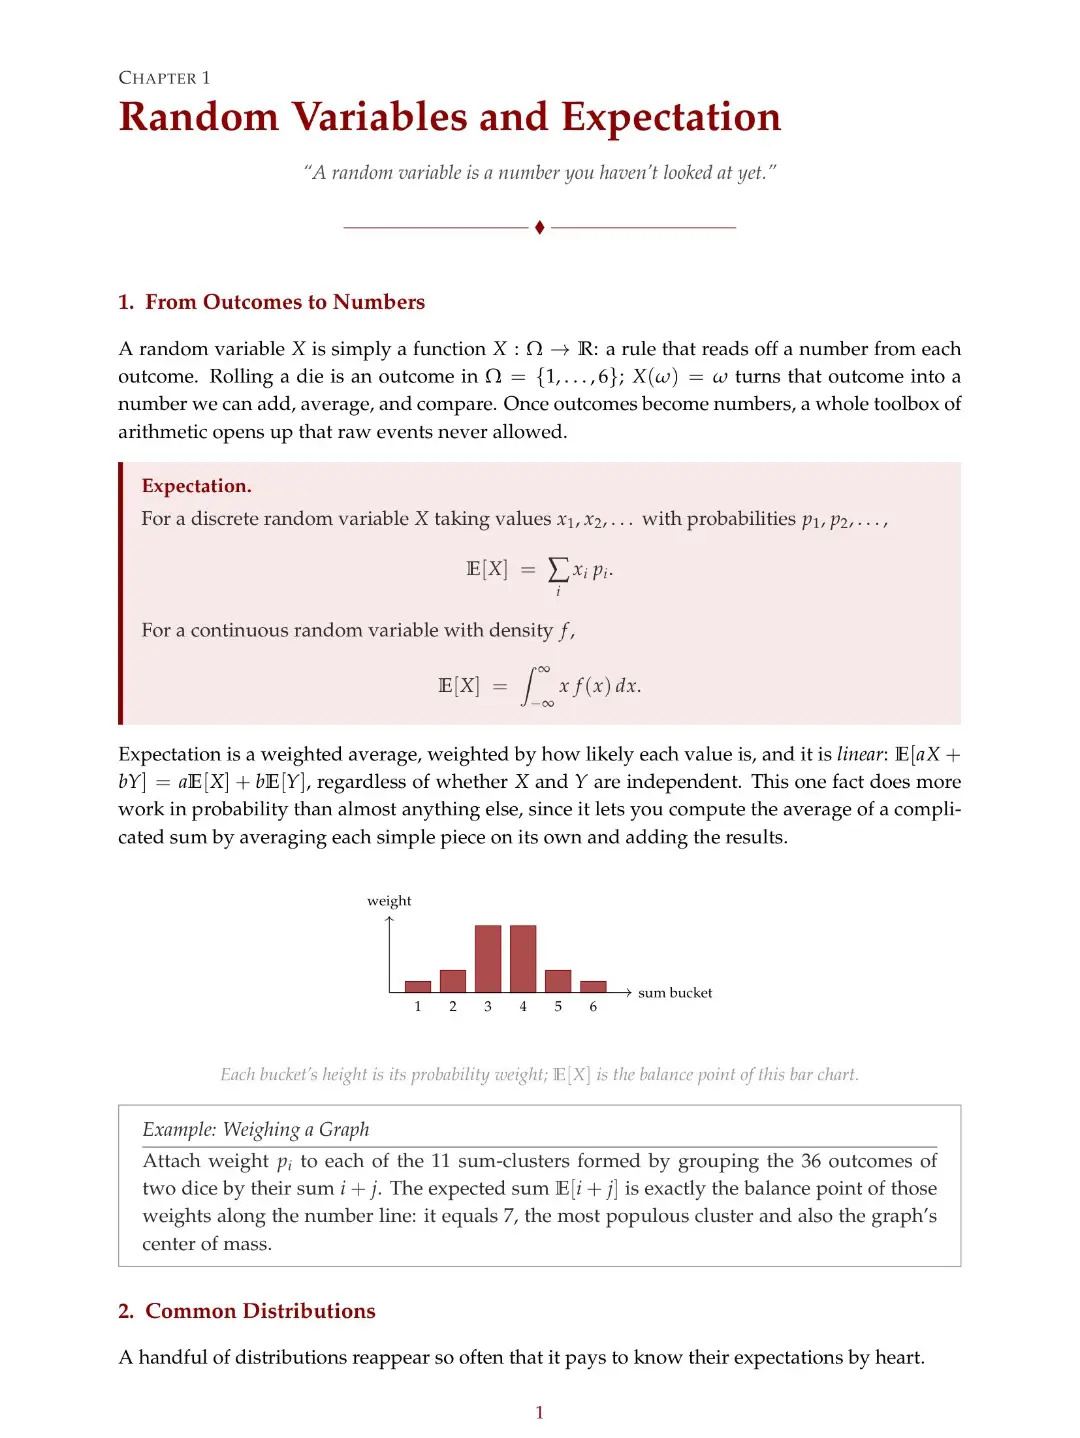 CHAPTER 1
Random Variables and Expectation
“A random variable is a number you haven’t looked at yet.”
1. From Outcomes to Numbers
A random variable X is simply a function X : Ω → ℝ: a rule that reads off a number from each
outcome. Rolling a die is an outcome in Ω = {1, . . . , 6}; X(ω) = ω turns that outcome into a
number we can add, average, and compare. Once outcomes become numbers, a whole toolbox of
arithmetic opens up that raw events never allowed.
Expectation.
For a discrete random variable X taking values x₁, x₂, . . . with probabilities p₁, p₂, . . . ,
𝔼[X] = ∑ᵢ xᵢ pᵢ.
For a continuous random variable with density f,
𝔼[X] = ∫_{−∞}^{∞} x f(x) dx.
Expectation is a weighted average, weighted by how likely each value is, and it is linear: 𝔼[aX +
bY] = a𝔼[X] + b𝔼[Y], regardless of whether X and Y are independent. This one fact does more
work in probability than almost anything else, since it lets you compute the average of a compli-
cated sum by averaging each simple piece on its own and adding the results.
weight
sum bucket
1 2 3 4 5 6
Each bucket’s height is its probability weight; 𝔼[X] is the balance point of this bar chart.
Example: Weighing a Graph
Attach weight pᵢ to each of the 11 sum-clusters formed by grouping the 36 outcomes of
two dice by their sum i + j. The expected sum 𝔼[i + j] is exactly the balance point of those
weights along the number line: it equals 7, the most populous cluster and also the graph’s
center of mass.
2. Common Distributions
A handful of distributions reappear so often that it pays to know their expectations by heart.
1